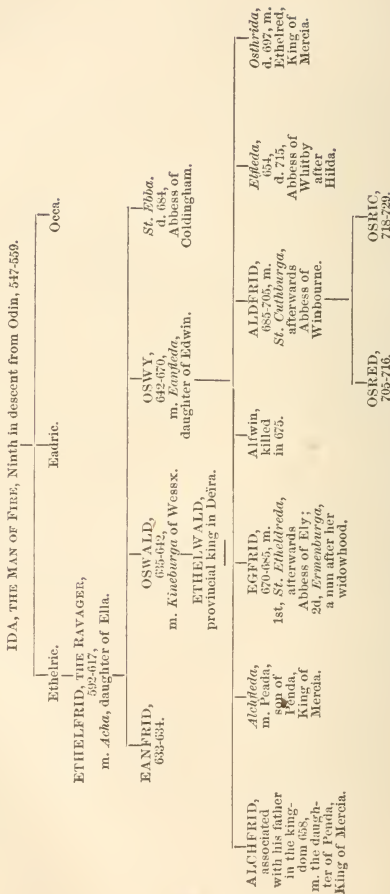 IDA, THE MAN OF FIRE, Ninth in descent from Odin, 547-559.
Ethelric.
Eadric.
Occa.
ETHELFRID, THE RAVAGER,
592-617,
m. Acha, daughter of Ella.
EANFRID,
633-634.
OSWALD,
635-642,
m. Kineburga of Wessx.
OSWY,
642-670,
m. Eanfleda,
daughter of Edwin.
St. Ebba.
d. 684,
Abbess of
Coldingham.
ETHELWALD,
provincial king in Deïra.
ALCHFRID,
associated
with his father
in the king-
dom 658,
m. the daugh-
ter of Penda,
King of Mercia.
Alchfleda,
m. Peada,
son of
Penda,
King of
Mercia.
EGFRID,
670-685, m.
1st, St. Etheldreda,
afterwards
Abbess of Ely;
2d, Ermenburga,
a nun after her
widowhood.
Alfwin,
killed
in 675.
ALDFRID,
685-705, m.
St. Cuthburga,
afterwards
Abbess of
Winbourne.
Elfleda,
654,
d. 715,
Abbess of
Whitby
after
Hilda.
Osthrida,
d. 697, m.
Ethelred,
King of
Mercia.
OSRED,
705-716.
OSRIC,
718-729.